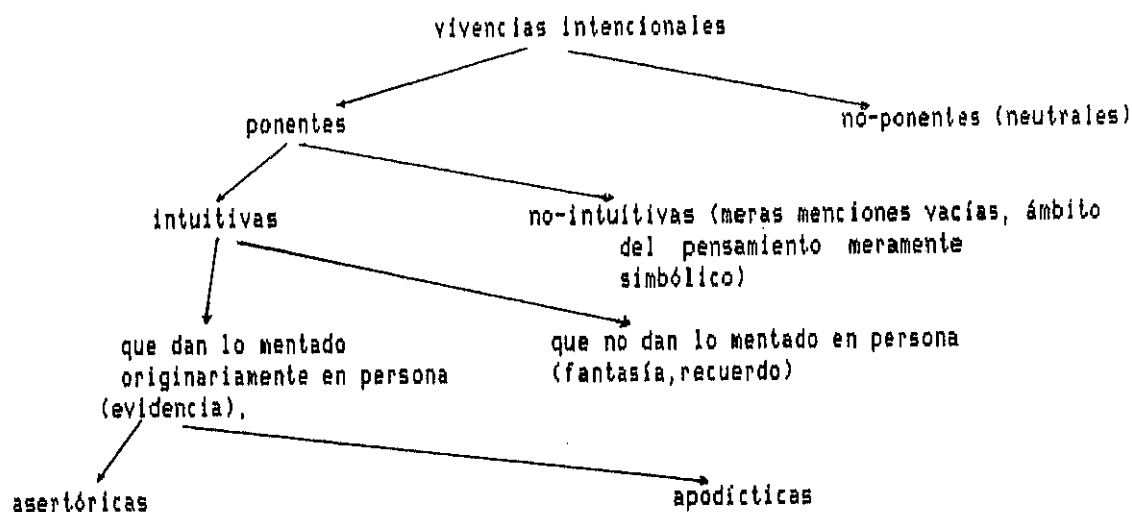 vivencias intencionales
ponentes
no-ponentes (neutrales)
intuitivas
no-intuitivas (meras menciones vacías, ámbito
del pensamiento meramente
simbólico)
que dan lo mentado
originariamente en persona
(evidencia),
que no dan lo mentado en persona
(fantasía,recuerdo)
asertóricas
apodícticas